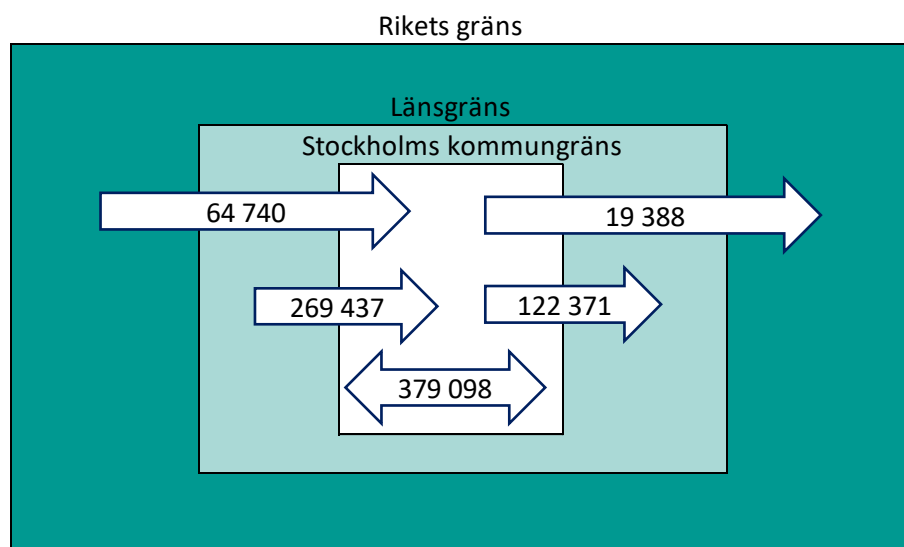 Rikets gräns
Länsgräns
Stockholms kommungräns
64 740
19 388
269 437
122 371
379 098